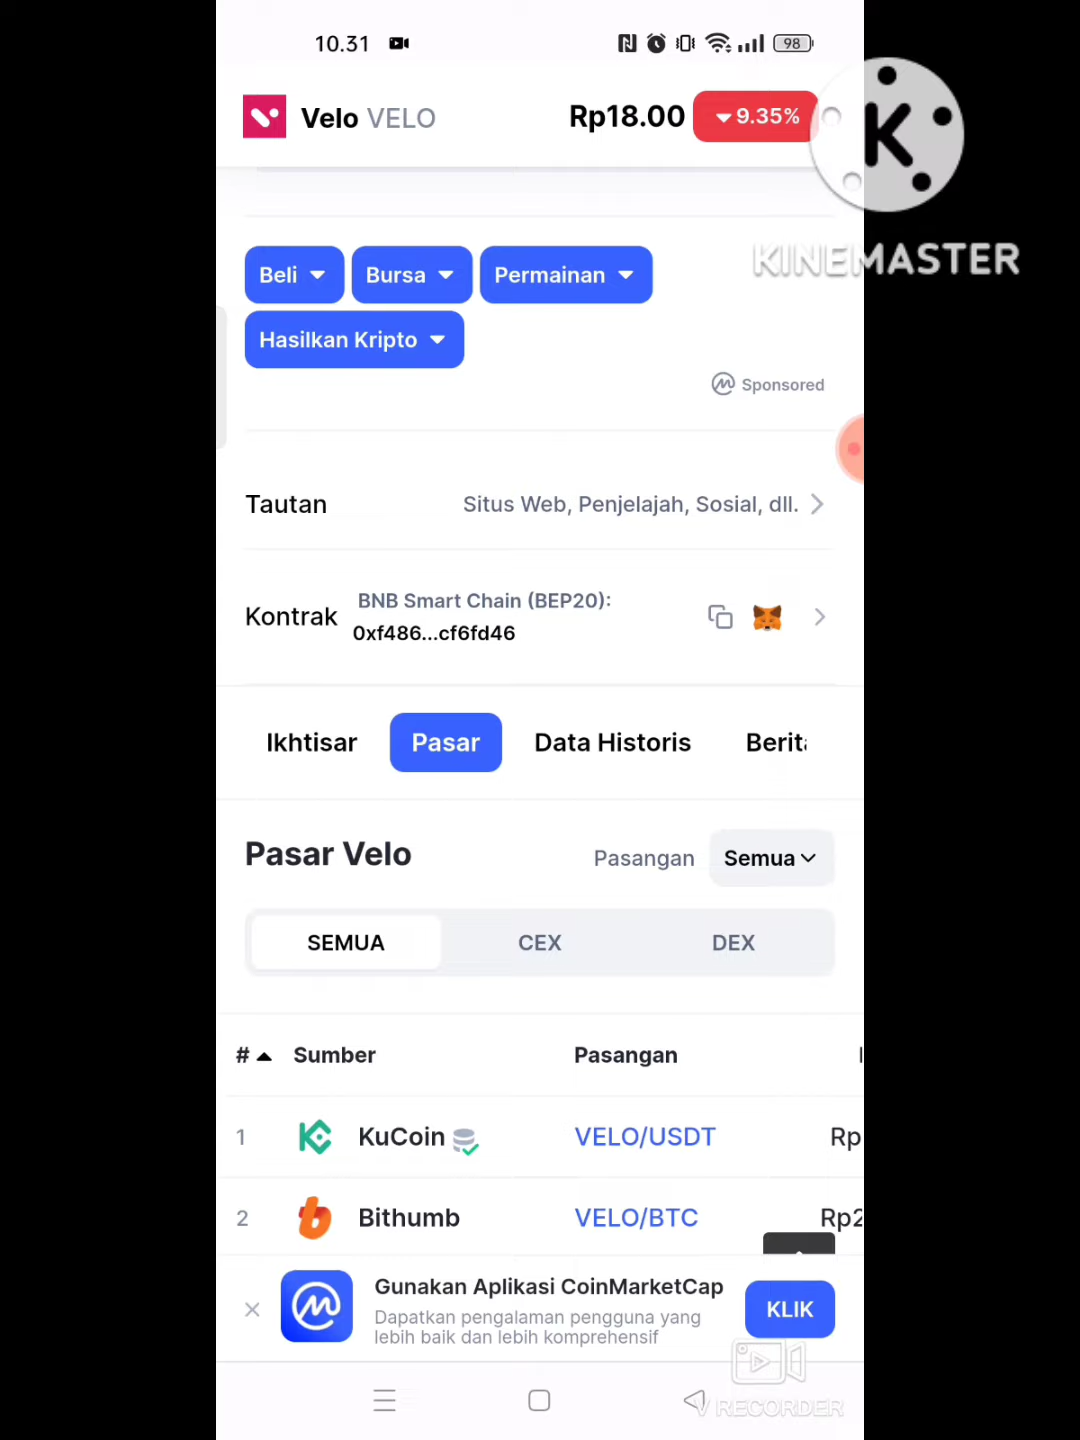 10.31
98
Velo VELO
Rp18.00
9.35%
K
KINEMASTER
Beli
Bursa
Permainan
Hasilkan Kripto
Sponsored
Tautan
Situs Web, Penjelajah, Sosial, dll.
Kontrak
BNB Smart Chain (BEP20):
0xf486...cf6fd46
Ikhtisar
Pasar
Data Historis
Berita
Pasar Velo
Pasangan
Semua
SEMUA
CEX
DEX
#
Sumber
Pasangan
1
KuCoin
VELO/USDT
Rp
2
Bithumb
VELO/BTC
Rp2
Gunakan Aplikasi CoinMarketCap
Dapatkan pengalaman pengguna yang
lebih baik dan lebih komprehensif
KLIK
V RECORDER